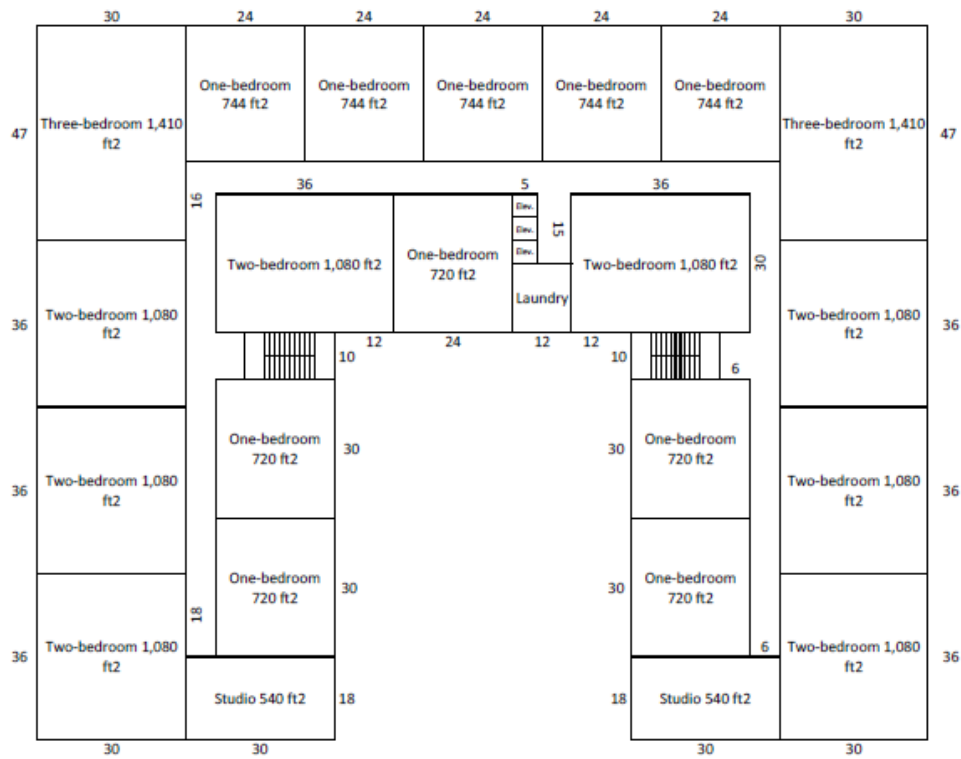 30 24 24 24 24 24 30
One-bedroom One-bedroom One-bedroom One-bedroom One-bedroom
744 ft2 744 ft2 744 ft2 744 ft2 744 ft2
47 Three-bedroom 1,410 Three-bedroom 1,410 47
ft2 ft2
36 5 36
16
Elev.
Elev.
Elev.
15
30
Two-bedroom 1,080 ft2
One-bedroom
720 ft2
Two-bedroom 1,080 ft2
Laundry
36 Two-bedroom 1,080 Two-bedroom 1,080 36
ft2 ft2
12 24 12 12
10 10
6
One-bedroom One-bedroom
720 ft2 720 ft2
30 30
36 Two-bedroom 1,080 Two-bedroom 1,080 36
ft2 ft2
One-bedroom One-bedroom
720 ft2 720 ft2
30 30
18
6
36 Two-bedroom 1,080 Two-bedroom 1,080 36
ft2 ft2
Studio 540 ft2 18 18 Studio 540 ft2
30 30 30 30